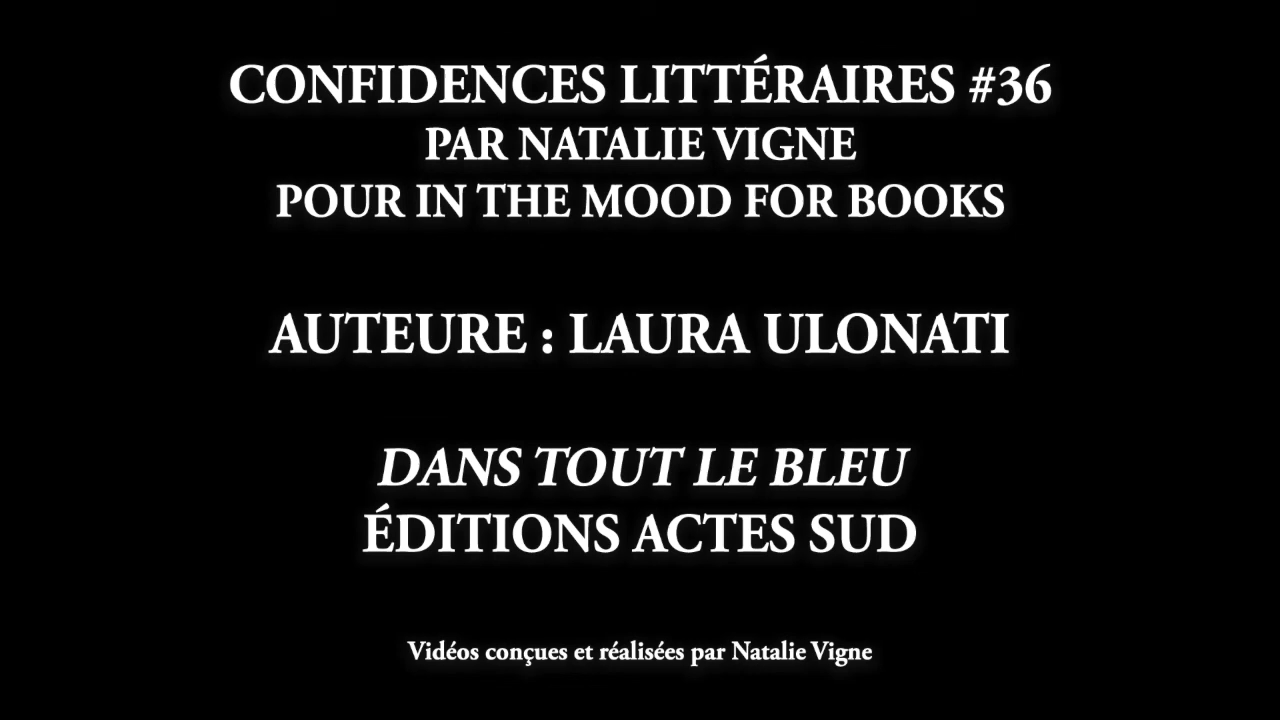 CONFIDENCES LITTÉRAIRES #36
PAR NATALIE VIGNE
POUR IN THE MOOD FOR BOOKS
AUTEURE : LAURA ULONATI
DANS TOUT LE BLEU
ÉDITIONS ACTES SUD
Vidéos conçues et réalisées par Natalie Vigne